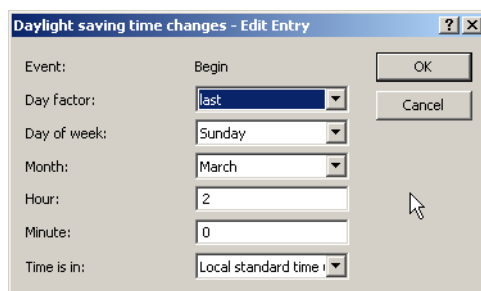 Daylight saving time changes - Edit Entry
Event: Begin OK
Day factor: last Cancel
Day of week: Sunday
Month: March
Hour: 2
Minute: 0
Time is in: Local standard time